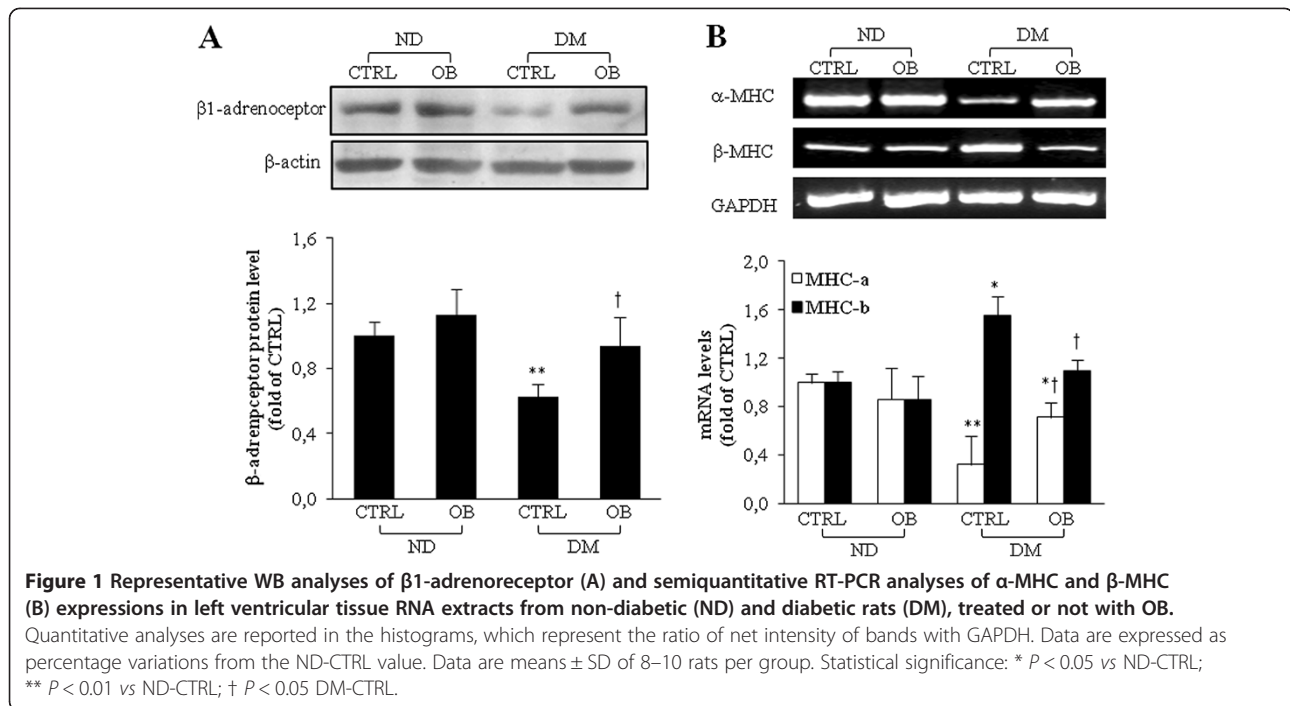 A
ND DM
CTRL OB CTRL OB
β1-adrenoceptor
β-actin
1,6
1,2
0,8
0,4
0,0
β-adrenpceptor protein level
(fold of CTRL)
**
†
CTRL OB CTRL OB
ND DM
B
ND DM
CTRL OB CTRL OB
α-MHC
β-MHC
GAPDH
2,0
1,6
1,2
0,8
0,4
0,0
mRNA levels
(fold of CTRL)
MHC-a
MHC-b
*
†
*†
**
CTRL OB CTRL OB
ND DM
Figure 1 Representative WB analyses of β1-adrenoreceptor (A) and semiquantitative RT-PCR analyses of α-MHC and β-MHC
(B) expressions in left ventricular tissue RNA extracts from non-diabetic (ND) and diabetic rats (DM), treated or not with OB.
Quantitative analyses are reported in the histograms, which represent the ratio of net intensity of bands with GAPDH. Data are expressed as
percentage variations from the ND-CTRL value. Data are means ± SD of 8–10 rats per group. Statistical significance: * P < 0.05 vs ND-CTRL;
** P < 0.01 vs ND-CTRL; † P < 0.05 DM-CTRL.